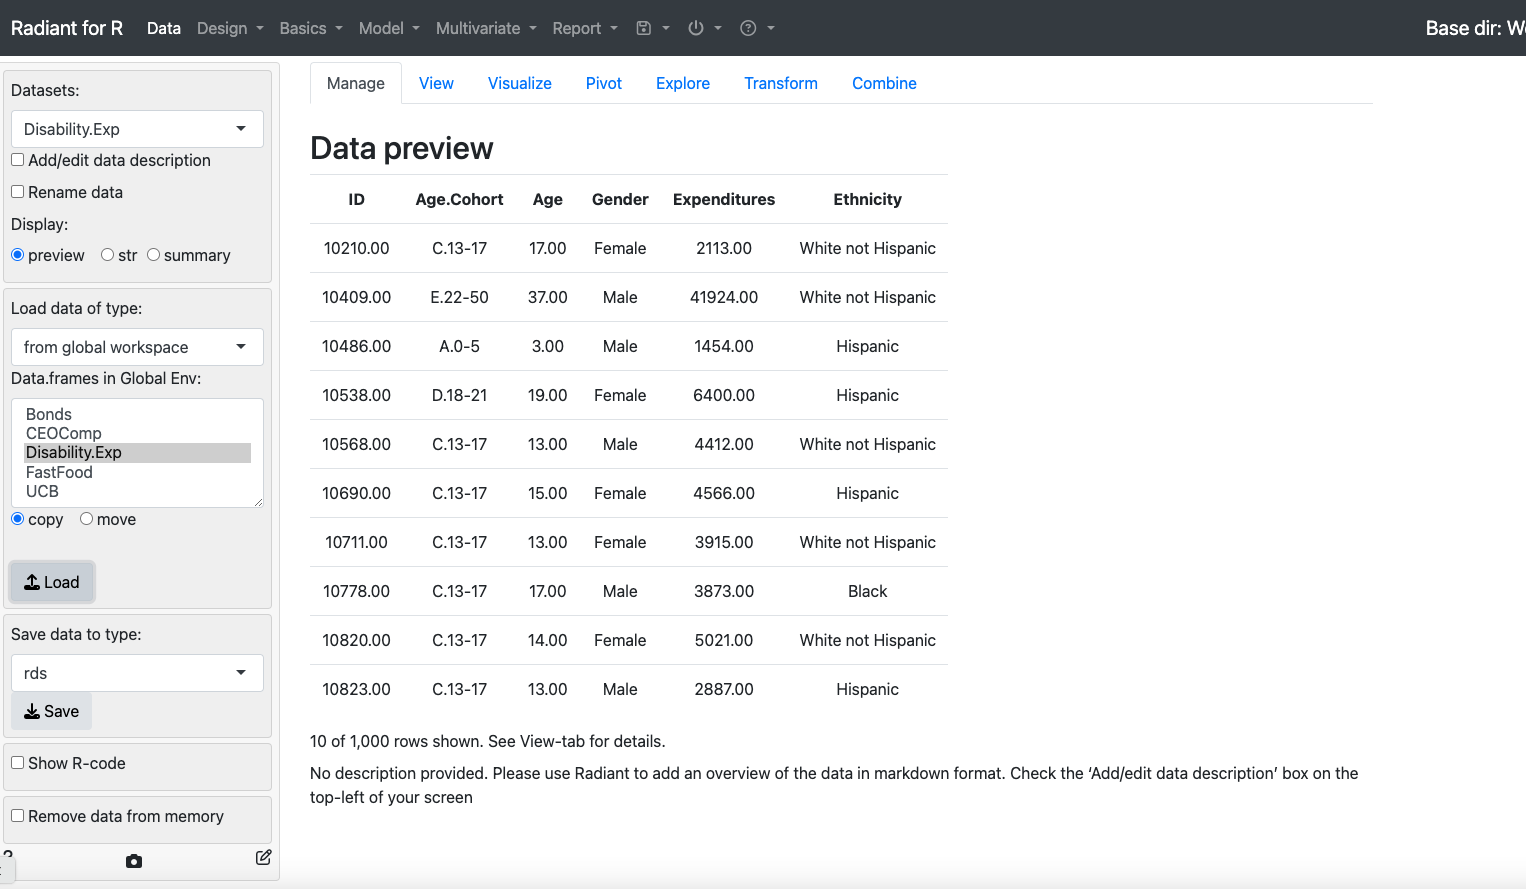 Radiant for R Data Design Basics Model Multivariate Report Base dir:
Datasets:
Disability.Exp
Add/edit data description
Rename data
Display:
preview str summary
Load data of type:
from global workspace
Data.frames in Global Env:
Bonds
CEOComp
Disability.Exp
FastFood
UCB
copy move
Load
Save data to type:
rds
Save
Show R-code
Remove data from memory
Manage View Visualize Pivot Explore Transform Combine
Data preview
ID Age.Cohort Age Gender Expenditures Ethnicity
10210.00 C.13-17 17.00 Female 2113.00 White not Hispanic
10409.00 E.22-50 37.00 Male 41924.00 White not Hispanic
10486.00 A.0-5 3.00 Male 1454.00 Hispanic
10538.00 D.18-21 19.00 Female 6400.00 Hispanic
10568.00 C.13-17 13.00 Male 4412.00 White not Hispanic
10690.00 C.13-17 15.00 Female 4566.00 Hispanic
10711.00 C.13-17 13.00 Female 3915.00 White not Hispanic
10778.00 C.13-17 17.00 Male 3873.00 Black
10820.00 C.13-17 14.00 Female 5021.00 White not Hispanic
10823.00 C.13-17 13.00 Male 2887.00 Hispanic
10 of 1,000 rows shown. See View-tab for details.
No description provided. Please use Radiant to add an overview of the data in markdown format. Check the ‘Add/edit data description’ box on the
top-left of your screen